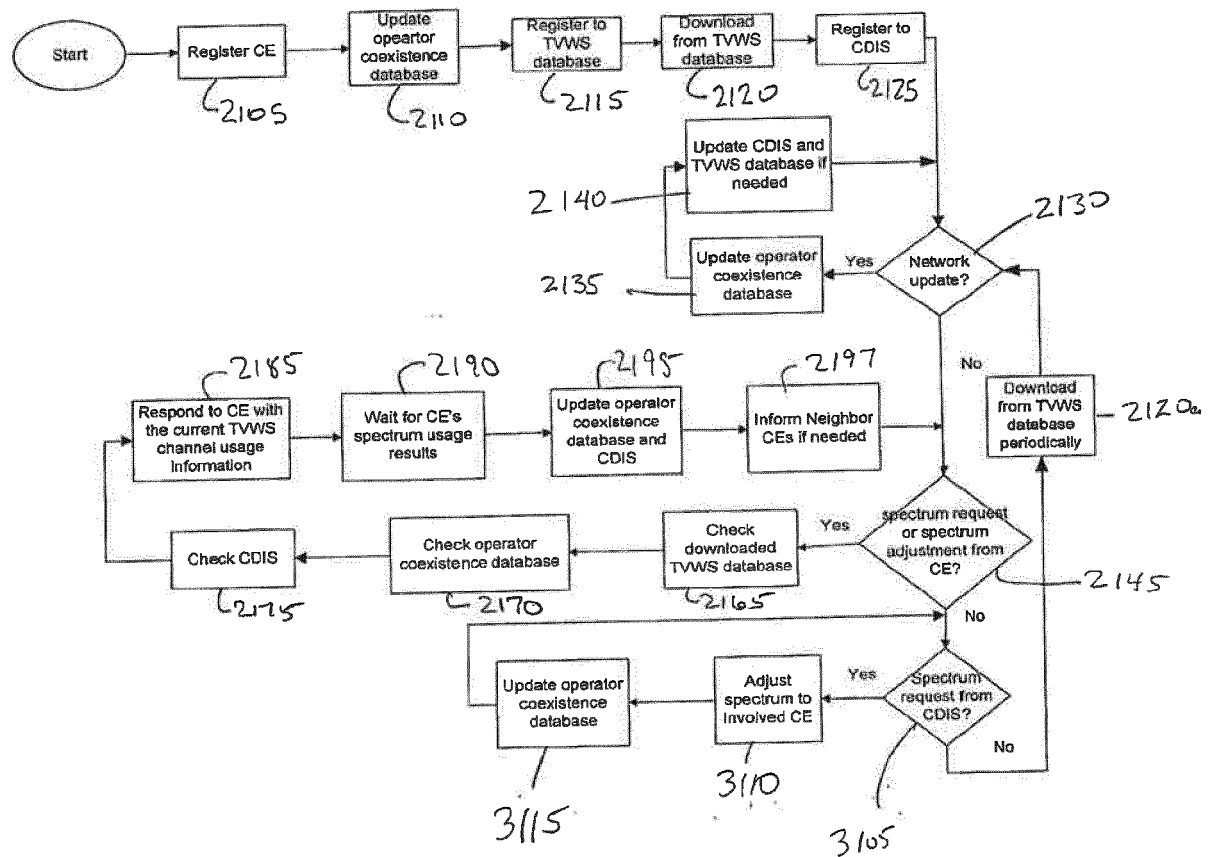 Start
Register CE
2105
Update
opeartor
coexistence
database
2110
Register to
TVWS
database
2115
Download
from TVWS
database
2120
Register to
CDIS
2125
Update CDIS and
TVWS database if
needed
2140
2130
Network
update?
Yes
Update operator
coexistence
database
2135
No
Download
from TVWS
database
periodically
2120a
2185
Respond to CE with
the current TVWS
channel usage
Information
2190
Wait for CE's
spectrum usage
results
2195
Update operator
coexistence
database and
CDIS
2197
Inform Neighbor
CEs if needed
spectrum request
or spectrum
adjustment from
CE?
2145
Yes
Check
downloaded
TVWS database
2165
Check operator
coexistence database
2170
Check CDIS
2175
No
Spectrum
request from
CDIS?
3105
Yes
No
Adjust
spectrum to
Involved CE
3110
Update operator
coexistence
database
3115